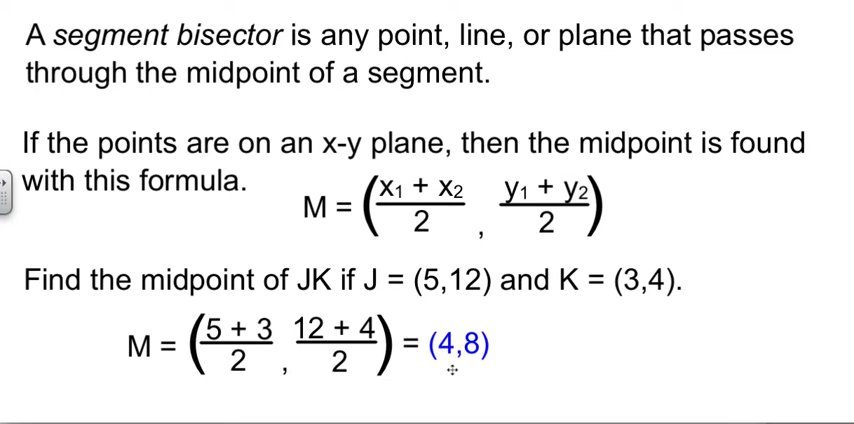 A segment bisector is any point, line, or plane that passes
through the midpoint of a segment.
If the points are on an x-y plane, then the midpoint is found
with this formula.
M = (x₁ + x₂/2, y₁ + y₂/2)
Find the midpoint of JK if J = (5,12) and K = (3,4).
M = (5 + 3/2, 12 + 4/2) = (4,8)